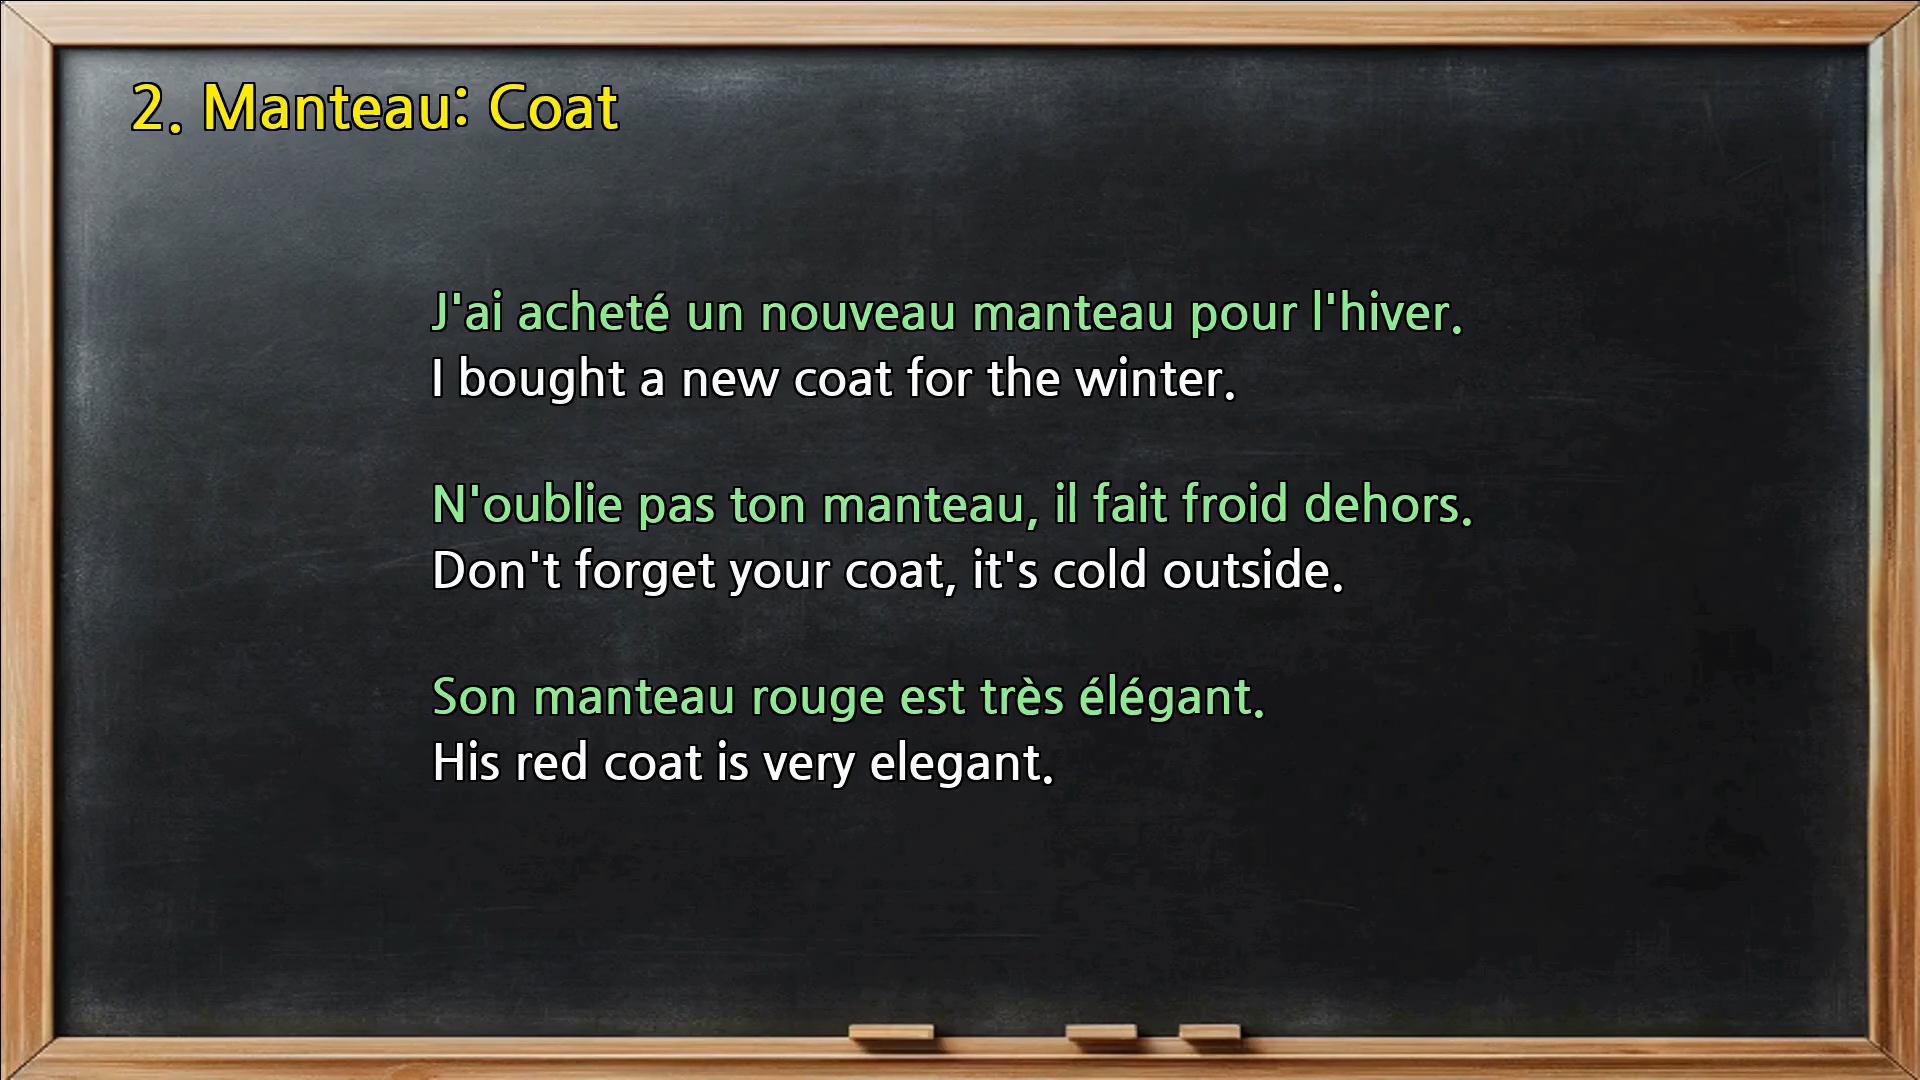 2. Manteau: Coat
J'ai acheté un nouveau manteau pour l'hiver.
I bought a new coat for the winter.
N'oublie pas ton manteau, il fait froid dehors.
Don't forget your coat, it's cold outside.
Son manteau rouge est très élégant.
His red coat is very elegant.